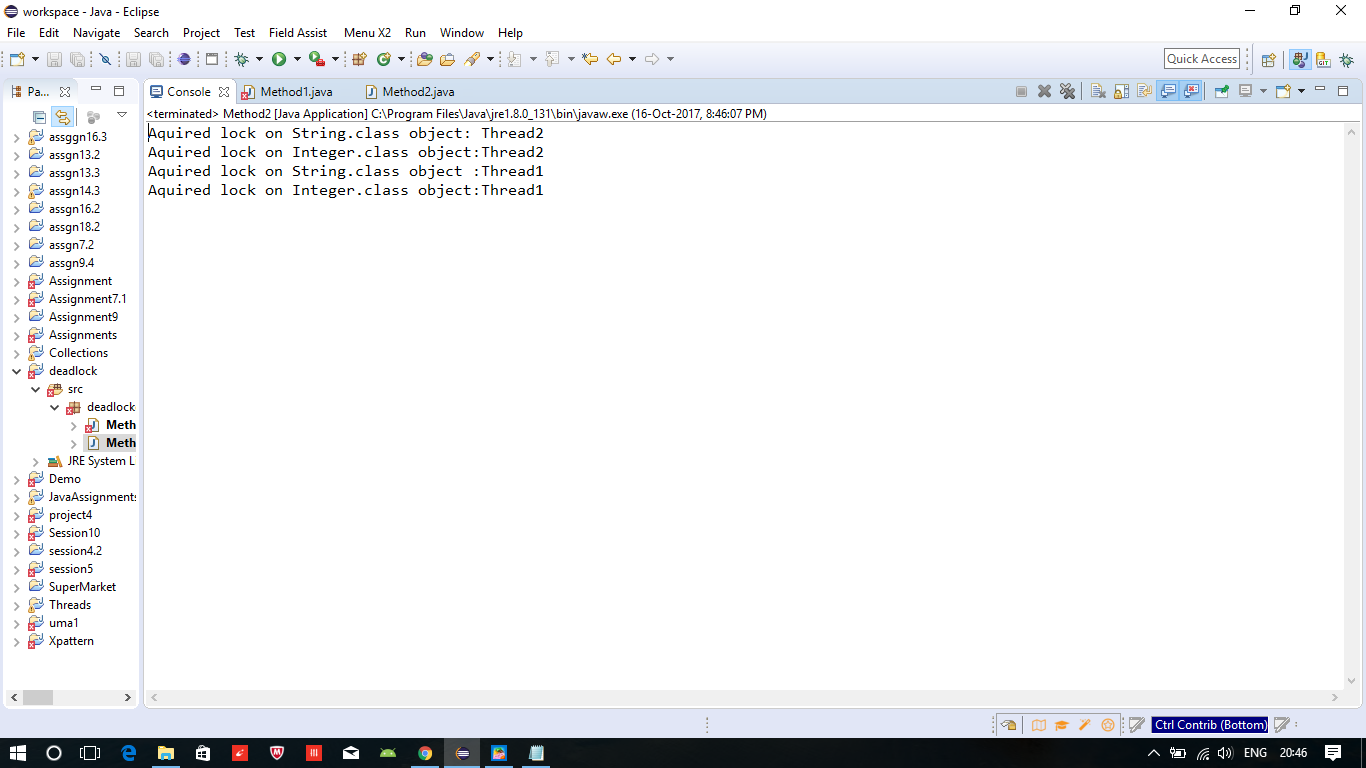 workspace - Java - Eclipse
File Edit Navigate Search Project Test Field Assist Menu X2 Run Window Help
Quick Access
Pa...
Console
Method1.java
Method2.java
<terminated> Method2 [Java Application] C:\Program Files\Java\jre1.8.0_131\bin\javaw.exe (16-Oct-2017, 8:46:07 PM)
Aquired lock on String.class object: Thread2
Aquired lock on Integer.class object:Thread2
Aquired lock on String.class object :Thread1
Aquired lock on Integer.class object:Thread1
assggn16.3
assgn13.2
assgn13.3
assgn14.3
assgn16.2
assgn18.2
assgn7.2
assgn9.4
Assignment
Assignment7.1
Assignment9
Assignments
Collections
deadlock
src
deadlock
Meth
Meth
JRE System L
Demo
JavaAssignments
project4
Session10
session4.2
session5
SuperMarket
Threads
uma1
Xpattern
Ctrl Contrib (Bottom)
ENG
20:46